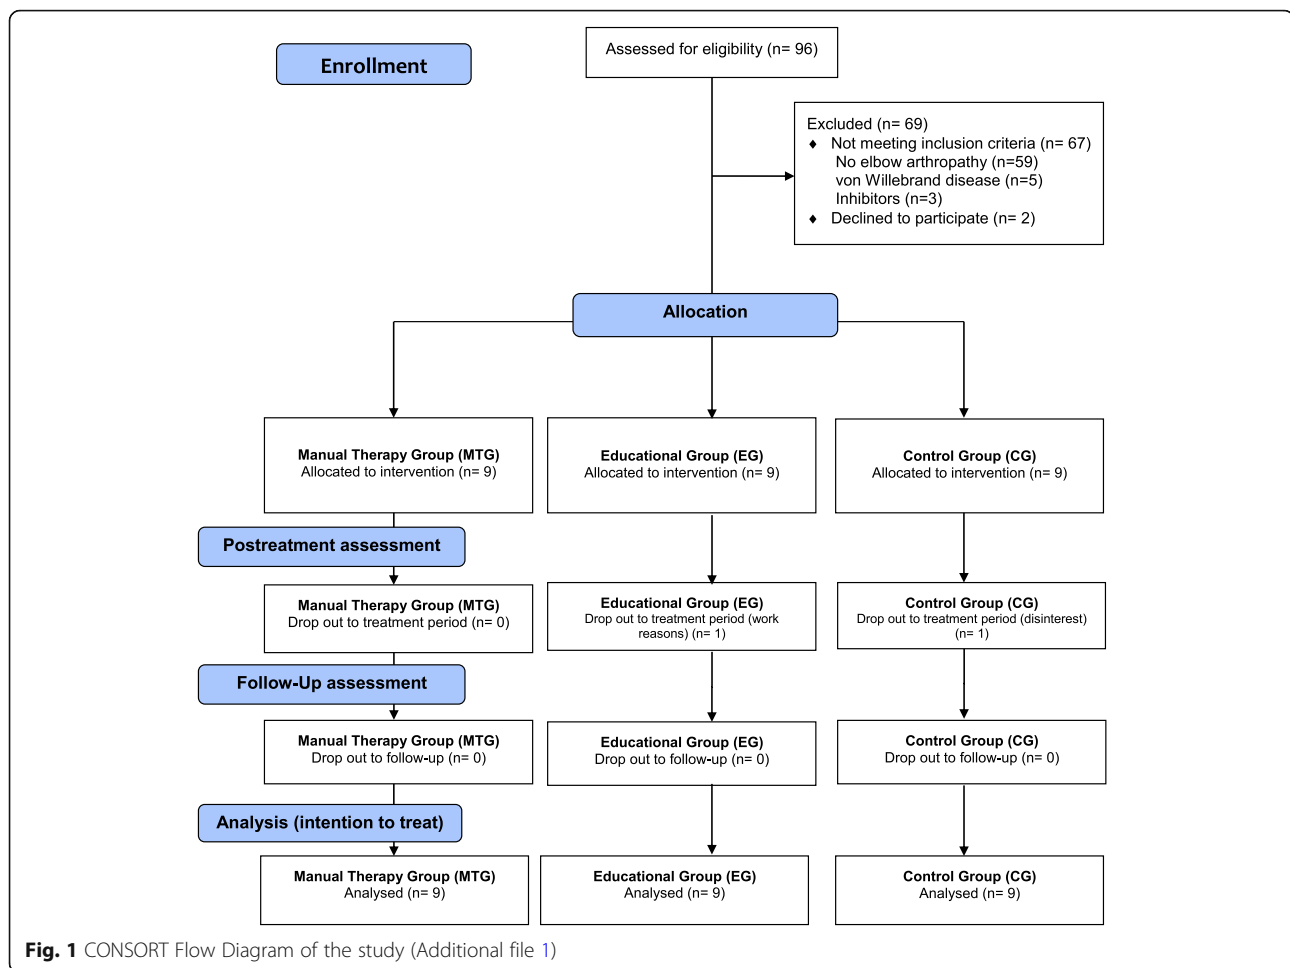 Enrollment
Assessed for eligibility (n= 96)
Excluded (n= 69)
♦ Not meeting inclusion criteria (n= 67)
No elbow arthropathy (n=59)
von Willebrand disease (n=5)
Inhibitors (n=3)
♦ Declined to participate (n= 2)
Allocation
Manual Therapy Group (MTG)
Allocated to intervention (n= 9)
Educational Group (EG)
Allocated to intervention (n= 9)
Control Group (CG)
Allocated to intervention (n= 9)
Postreatment assessment
Manual Therapy Group (MTG)
Drop out to treatment period (n= 0)
Educational Group (EG)
Drop out to treatment period (work
reasons) (n= 1)
Control Group (CG)
Drop out to treatment period (disinterest)
(n= 1)
Follow-Up assessment
Manual Therapy Group (MTG)
Drop out to follow-up (n= 0)
Educational Group (EG)
Drop out to follow-up (n= 0)
Control Group (CG)
Drop out to follow-up (n= 0)
Analysis (intention to treat)
Manual Therapy Group (MTG)
Analysed (n= 9)
Educational Group (EG)
Analysed (n= 9)
Control Group (CG)
Analysed (n= 9)
Fig. 1 CONSORT Flow Diagram of the study (Additional file 1)